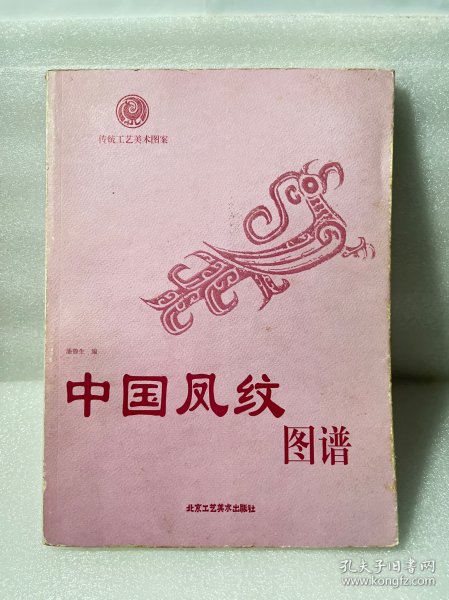 传统工艺美术图案
潘鲁生 编
中国凤纹
图谱
北京工艺美术出版社
孔夫子旧书网
www.kongfz.com